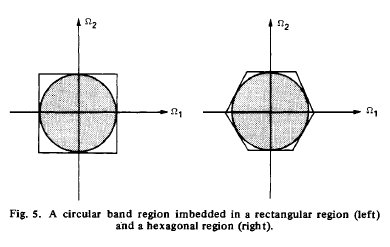 Ω₂
Ω₁
Ω₂
Ω₁
Fig. 5. A circular band region imbedded in a rectangular region (left)
and a hexagonal region (right).